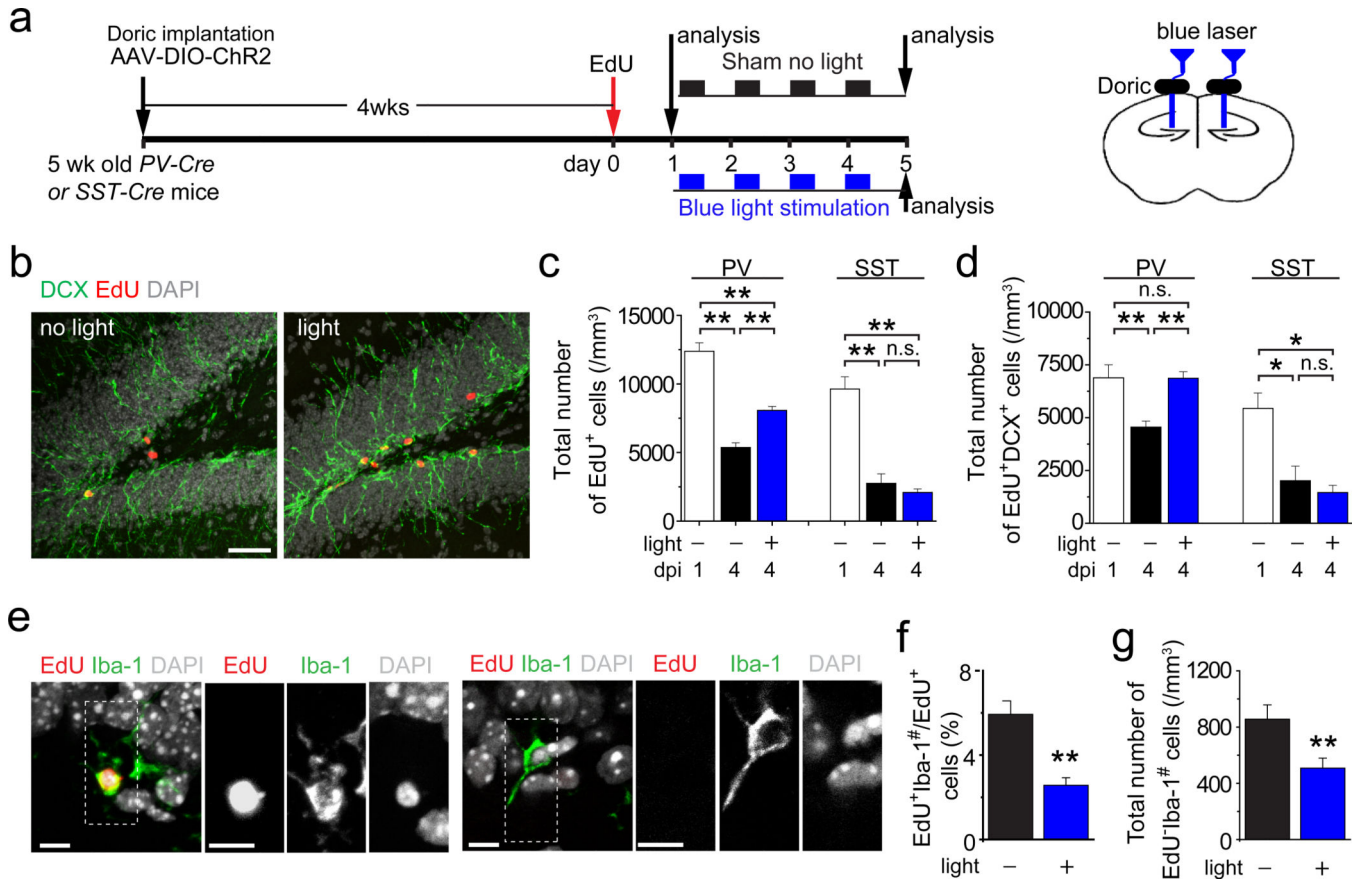 a
Doric implantation
AAV-DIO-ChR2
4wks
EdU
analysis
Sham no light
analysis
5 wk old PV-Cre
or SST-Cre mice
day 0
1
2
3
4
5
Blue light stimulation
analysis
blue laser
Doric
b
DCX EdU DAPI
no light
light
c
PV
SST
**
**
**
**
**
n.s.
Total number
of EdU⁺ cells (/mm³)
15000
10000
5000
0
light − − + − − +
dpi 1 4 4 1 4 4
d
PV
SST
n.s.
**
**
*
*
n.s.
Total number
of EdU⁺DCX⁺ cells (/mm³)
10000
7500
5000
2500
0
light − − + − − +
dpi 1 4 4 1 4 4
e
EdU Iba-1 DAPI EdU Iba-1 DAPI
EdU Iba-1 DAPI EdU Iba-1 DAPI
f
EdU⁺Iba-1#/EdU⁺
cells (%)
8
6
4
2
0
**
light − +
g
Total number of
EdU⁻Iba-1# cells (/mm³)
1200
800
400
0
**
light − +